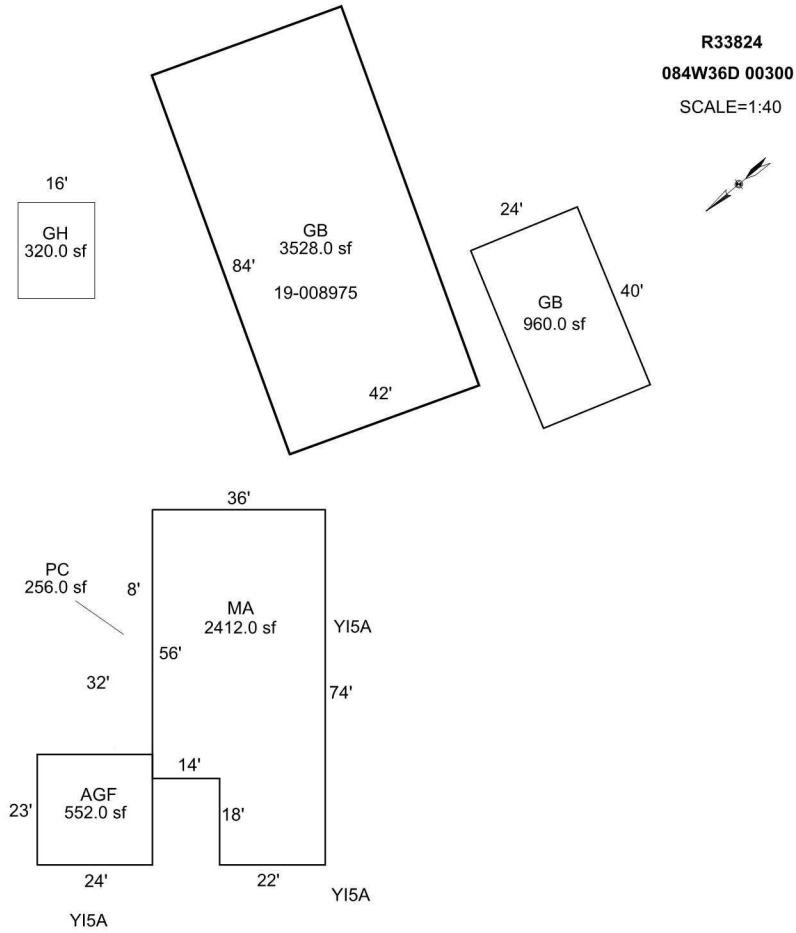 R33824
084W36D 00300
SCALE=1:40
16'
GH
320.0 sf
GB
3528.0 sf
84'
19-008975
42'
24'
GB
960.0 sf
40'
36'
PC
256.0 sf
8'
MA
2412.0 sf
YI5A
56'
32'
74'
14'
AGF
552.0 sf
23'
18'
24'
22'
YI5A
YI5A